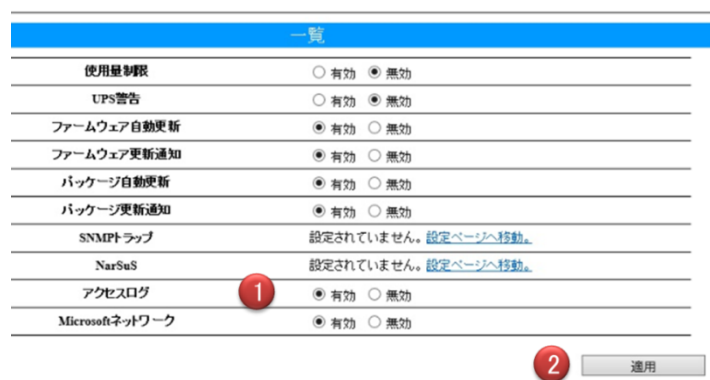 一覧
使用量制限 ○ 有効 ◉ 無効
UPS警告 ○ 有効 ◉ 無効
ファームウェア自動更新 ◉ 有効 ○ 無効
ファームウェア更新通知 ◉ 有効 ○ 無効
パッケージ自動更新 ◉ 有効 ○ 無効
パッケージ更新通知 ◉ 有効 ○ 無効
SNMPトラップ 設定されていません。設定ページへ移動。
NarSuS 設定されていません。設定ページへ移動。
アクセスログ 1 ◉ 有効 ○ 無効
Microsoftネットワーク ◉ 有効 ○ 無効
2 適用